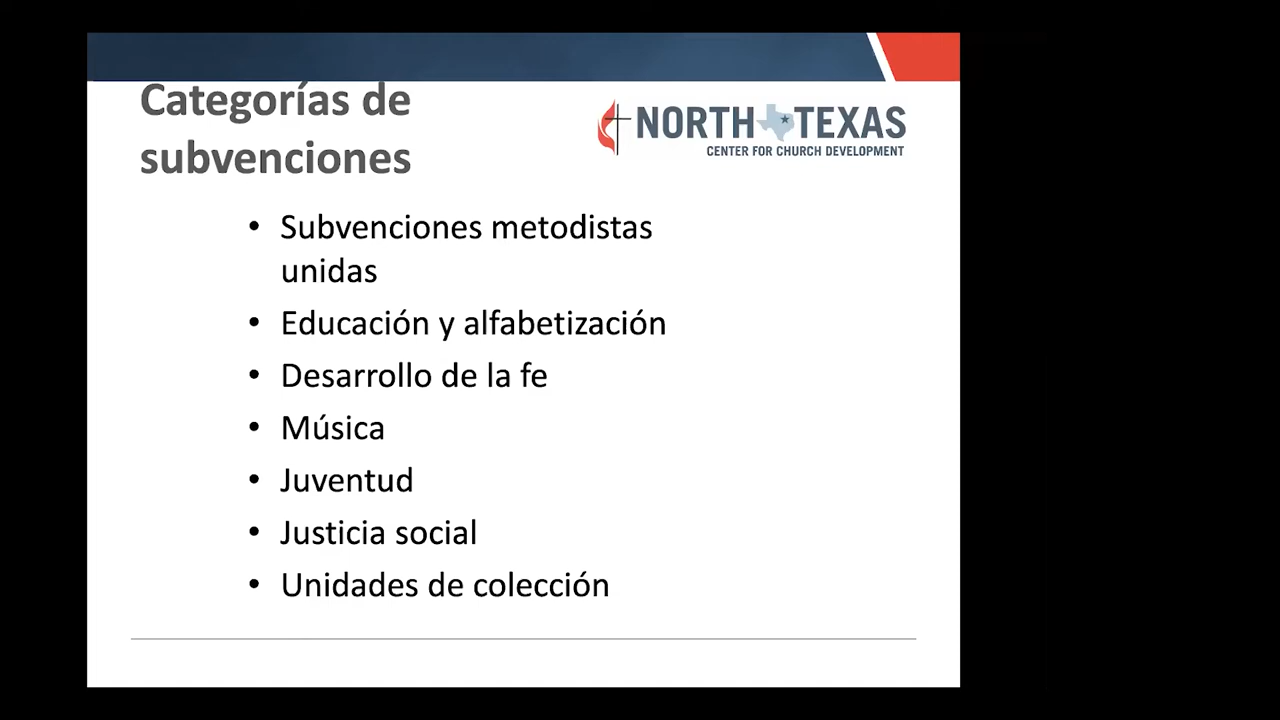 Categorías de
subvenciones
NORTH TEXAS
CENTER FOR CHURCH DEVELOPMENT
• Subvenciones metodistas
unidas
• Educación y alfabetización
• Desarrollo de la fe
• Música
• Juventud
• Justicia social
• Unidades de colección